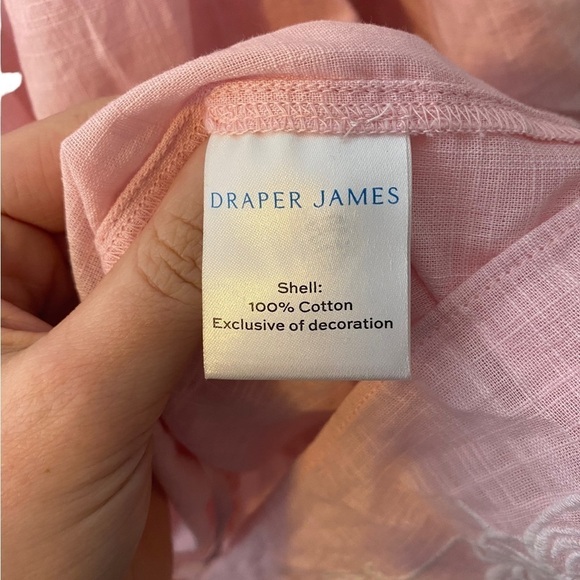 DRAPER JAMES
Shell:
100% Cotton
Exclusive of decoration